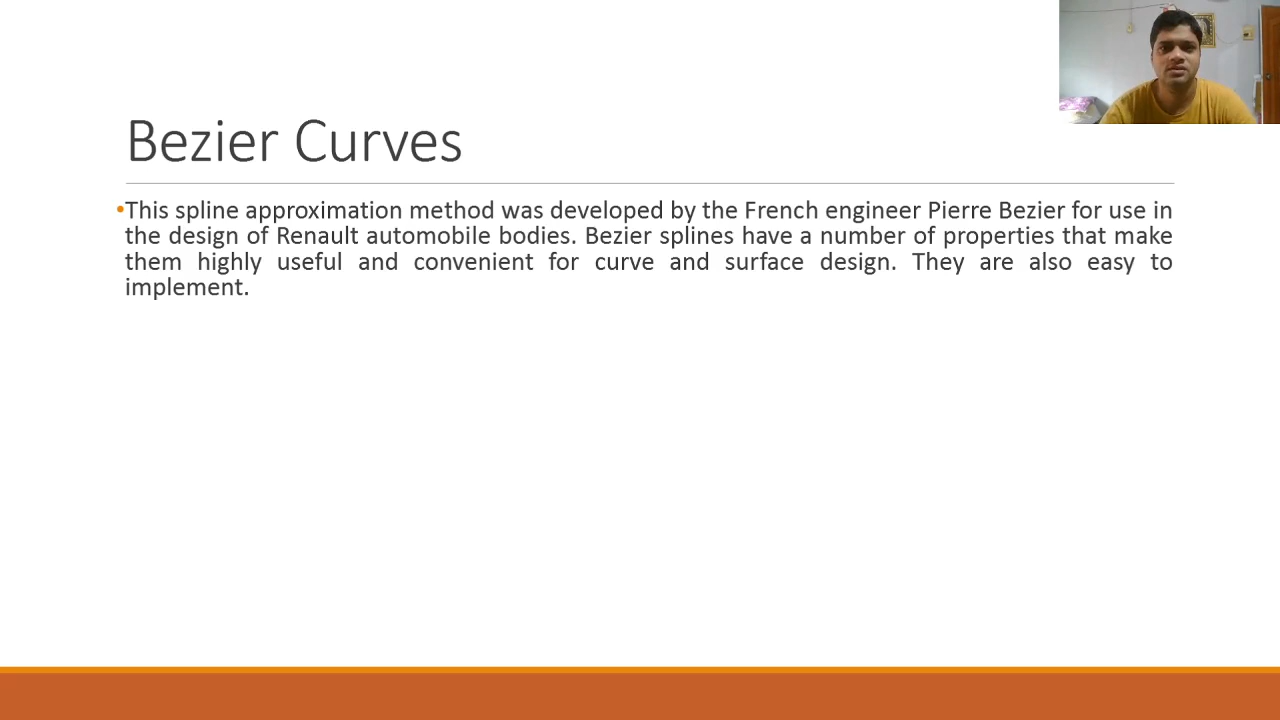 Bezier Curves
•This spline approximation method was developed by the French engineer Pierre Bezier for use in
the design of Renault automobile bodies. Bezier splines have a number of properties that make
them highly useful and convenient for curve and surface design. They are also easy to
implement.